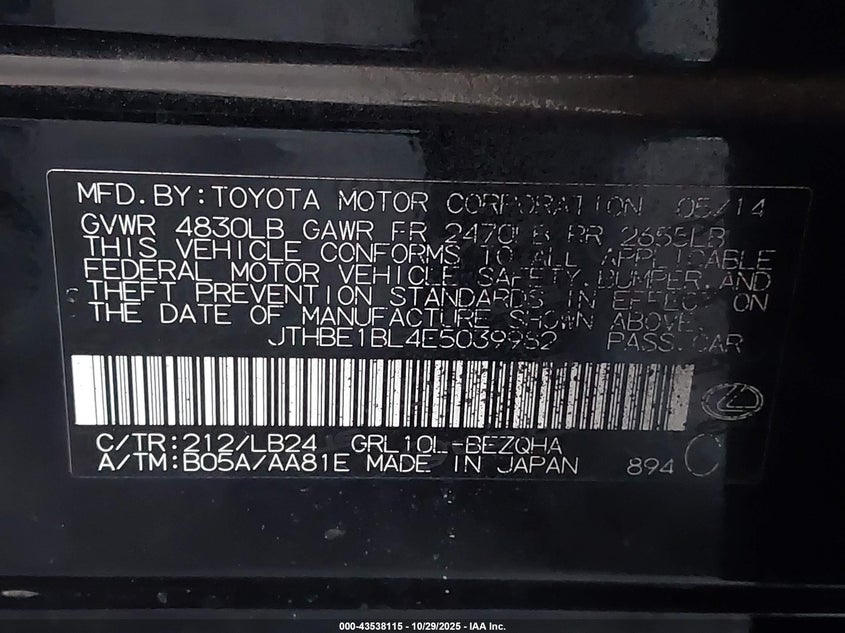 MFD. BY: TOYOTA MOTOR CORPORATION 05/14
GVWR 4830LB GAWR FR 2470LB RR 2655LB
THIS VEHICLE CONFORMS TO ALL APPLICABLE
FEDERAL MOTOR VEHICLE SAFETY, BUMPER, AND
THEFT PREVENTION STANDARDS IN EFFECT ON
THE DATE OF MANUFACTURE SHOWN ABOVE.
JTHBE1BL4E5039962 PASS. CAR
C/TR: 212/LB24 GRL10L-BEZQHA
A/TM: B05A/AA81E MADE IN JAPAN 894 C
000-43538115 - 10/29/2025 - IAA Inc.